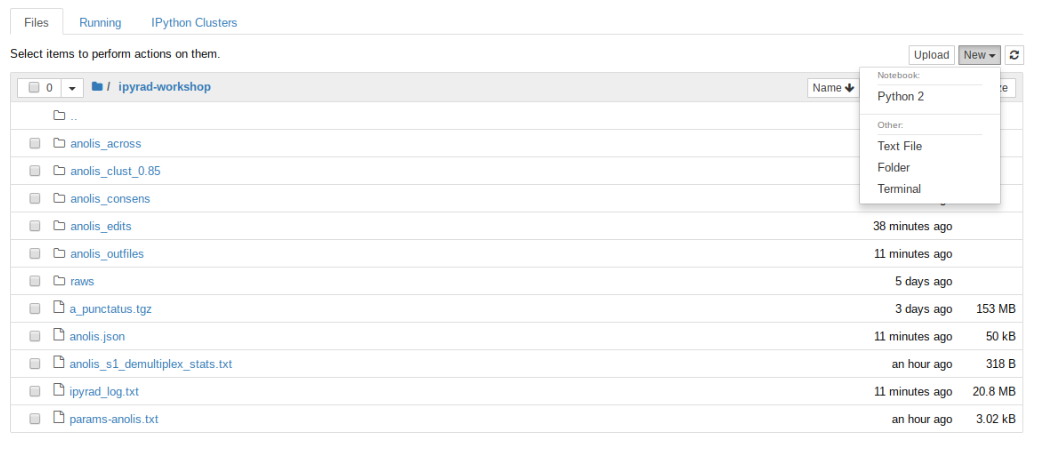 Files Running IPython Clusters
Select items to perform actions on them. Upload New
0 / ipyrad-workshop Name
Notebook:
Python 2
Other:
Text File
Folder
Terminal
..
anolis_across
anolis_clust_0.85
anolis_consens
anolis_edits 38 minutes ago
anolis_outfiles 11 minutes ago
raws 5 days ago
a_punctatus.tgz 3 days ago 153 MB
anolis.json 11 minutes ago 50 kB
anolis_s1_demultiplex_stats.txt an hour ago 318 B
ipyrad_log.txt 11 minutes ago 20.8 MB
params-anolis.txt an hour ago 3.02 kB